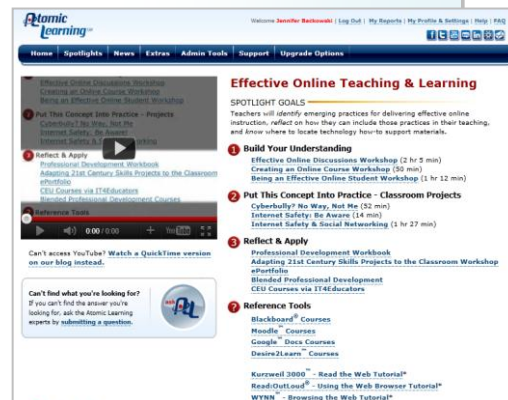 Atomic Learning
Welcome Jennifer Backowski | Log Out | My Reports | My Profile & Settings | Help | FAQ
Home Spotlights News Extras Admin Tools Support Upgrade Options
Effective Online Discussions Workshop
Creating an Online Course Workshop
Being an Effective Online Student Workshop
Put This Concept Into Practice - Projects
Cyberbully? No Way, Not Me
Internet Safety: Be Aware
Internet Safety & Social Networking
3 Reflect & Apply
Professional Development Workbook
Adapting 21st Century Skills Projects to the Classroom
ePortfolio
CEU Courses via IT4Educators
Blended Professional Development Courses
Reference Tools
0:00 / 0:00 YouTube
Can't access YouTube? Watch a QuickTime version
on our blog instead.
Can't find what you're looking for?
If you can't find the answer you're
looking for, ask the Atomic Learning
experts by submitting a question.
ask
Effective Online Teaching & Learning
SPOTLIGHT GOALS
Teachers will identify emerging practices for delivering effective online
instruction, reflect on how they can include those practices in their teaching,
and know where to locate technology how-to support materials.
1 Build Your Understanding
Effective Online Discussions Workshop (2 hr 5 min)
Creating an Online Course Workshop (50 min)
Being an Effective Online Student Workshop (1 hr 12 min)
2 Put This Concept Into Practice - Classroom Projects
Cyberbully? No Way, Not Me (52 min)
Internet Safety: Be Aware (14 min)
Internet Safety & Social Networking (1 hr 27 min)
3 Reflect & Apply
Professional Development Workbook
Adapting 21st Century Skills Projects to the Classroom Workshop
ePortfolio
Blended Professional Development
CEU Courses via IT4Educators
? Reference Tools
Blackboard® Courses
Moodle™ Courses
Google™ Docs Courses
Desire2Learn™ Courses
Kurzweil 3000™ - Read the Web Tutorial*
Read:OutLoud® - Using the Web Browser Tutorial*
WYNN™ - Browsing the Web Tutorial*